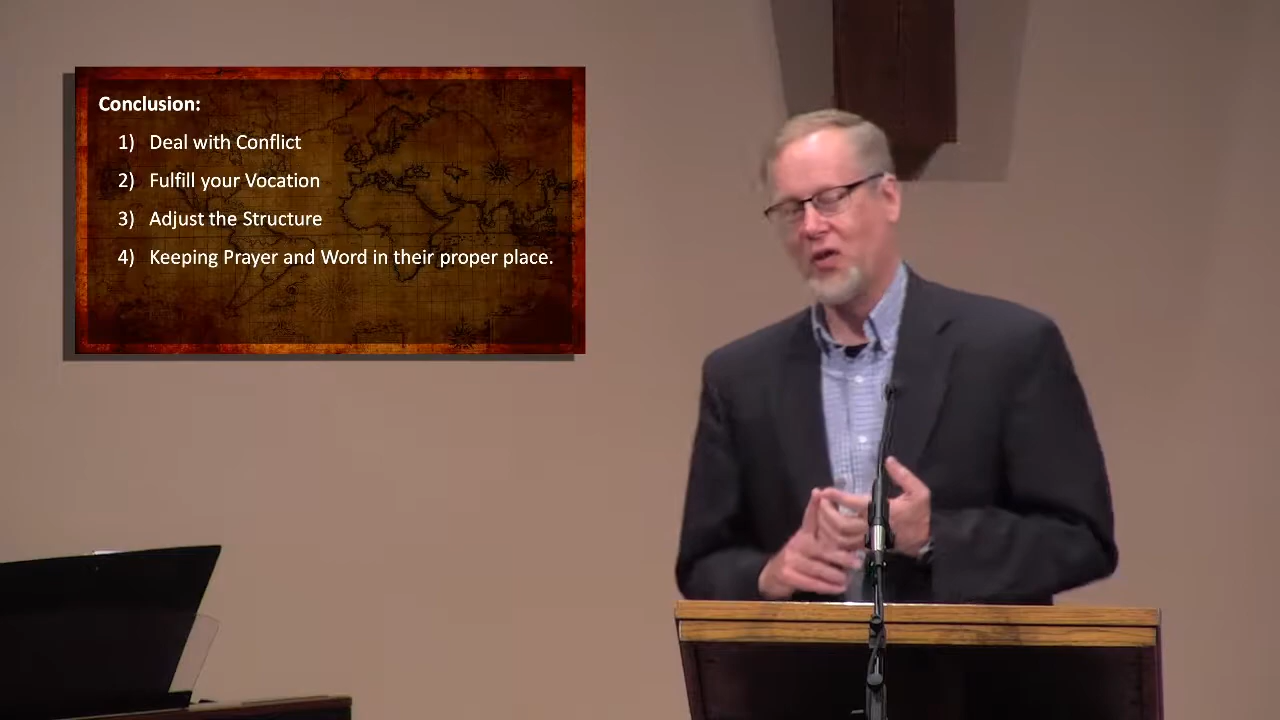 Conclusion:
1) Deal with Conflict
2) Fulfill your Vocation
3) Adjust the Structure
4) Keeping Prayer and Word in their proper place.